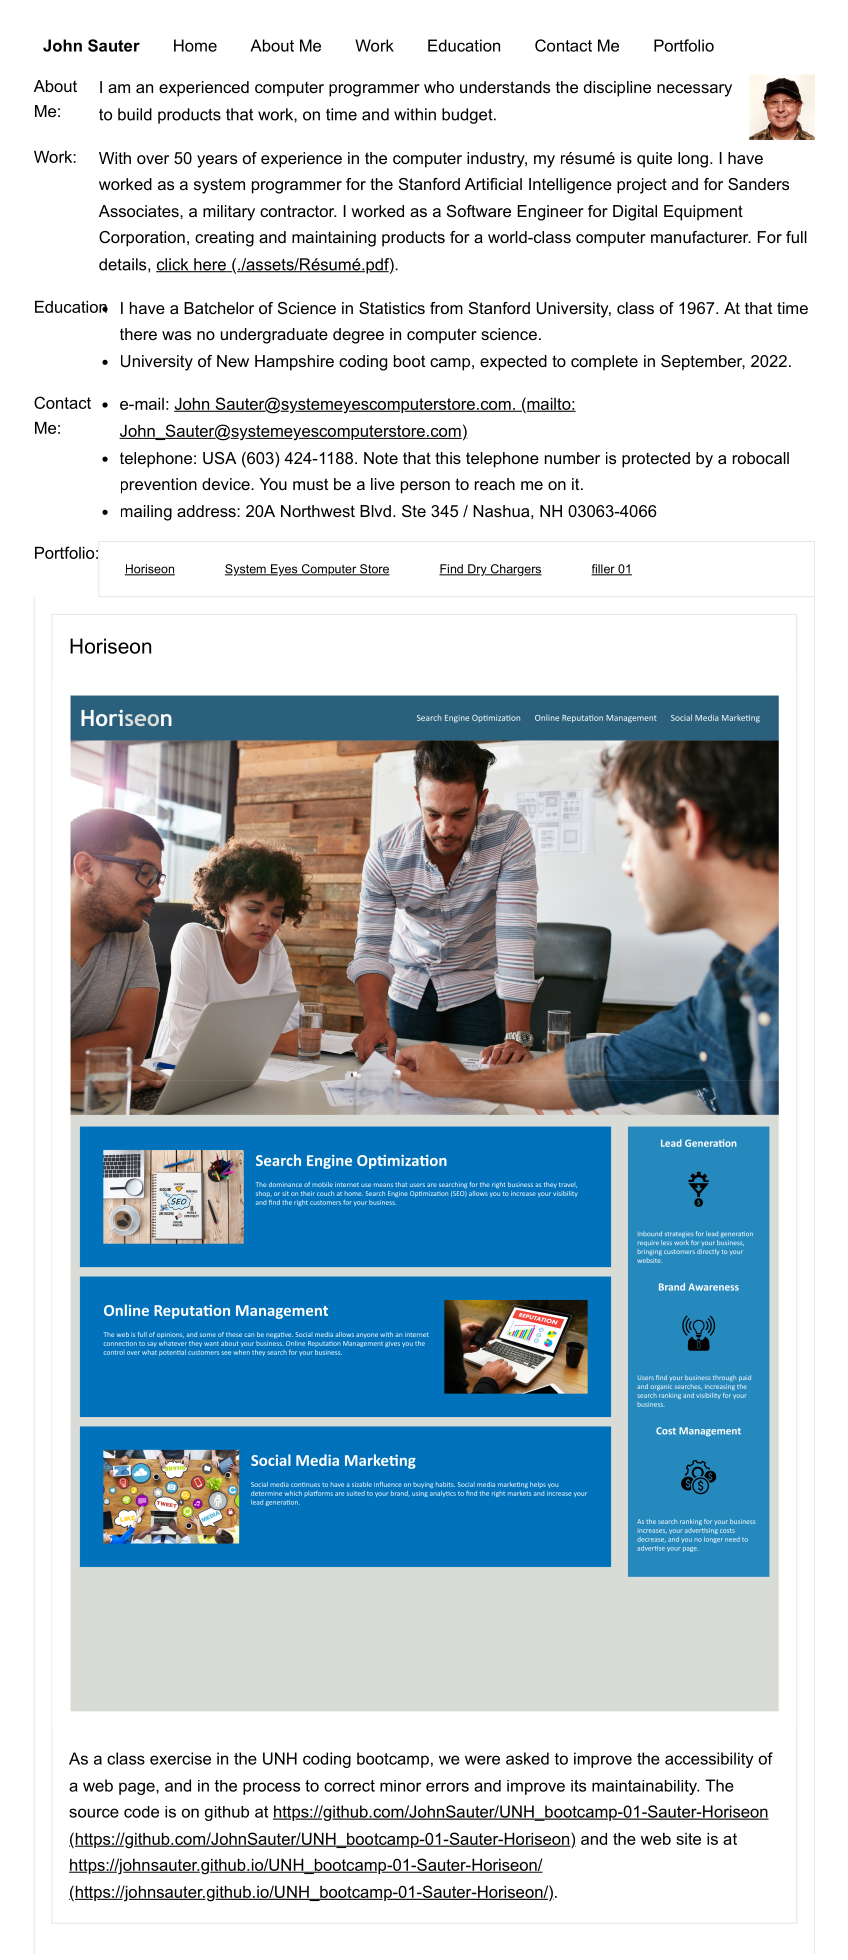 John Sauter Home About Me Work Education Contact Me Portfolio
About Me:
I am an experienced computer programmer who understands the discipline necessary
to build products that work, on time and within budget.
Work:
With over 50 years of experience in the computer industry, my résumé is quite long. I have
worked as a system programmer for the Stanford Artificial Intelligence project and for Sanders
Associates, a military contractor. I worked as a Software Engineer for Digital Equipment
Corporation, creating and maintaining products for a world-class computer manufacturer. For full
details, click here (./assets/Résumé.pdf).
Education
• I have a Batchelor of Science in Statistics from Stanford University, class of 1967. At that time
there was no undergraduate degree in computer science.
• University of New Hampshire coding boot camp, expected to complete in September, 2022.
Contact Me:
• e-mail: John Sauter@systemeyescomputerstore.com. (mailto:
John_Sauter@systemeyescomputerstore.com)
• telephone: USA (603) 424-1188. Note that this telephone number is protected by a robocall
prevention device. You must be a live person to reach me on it.
• mailing address: 20A Northwest Blvd. Ste 345 / Nashua, NH 03063-4066
Portfolio:
Horiseon System Eyes Computer Store Find Dry Chargers filler 01
Horiseon
Horiseon Search Engine Optimization Online Reputation Management Social Media Marketing
Search Engine Optimization
The dominance of mobile internet use means that users are searching for the right business as they travel,
shop, or sit on their couch at home. Search Engine Optimization (SEO) allows you to increase your visibility
and find the right customers for your business.
SEO
Online Reputation Management
The web is full of opinions, and some of these can be negative. Social media allows anyone with an internet
connection to say whatever they want about your business. Online Reputation Management gives you the
control over what potential customers see when they search for your business.
REPUTATION
Social Media Marketing
Social media continues to have a sizable influence on buying habits. Social media marketing helps you
determine which platforms are suited to your brand, using analytics to find the right markets and increase your
lead generation.
TWEET
LIKE
MEDIA
Lead Generation
Inbound strategies for lead generation
require less work for your business,
bringing customers directly to your
website.
Brand Awareness
Users find your business through paid
and organic searches, increasing the
search ranking and visibility for your
business.
Cost Management
As the search ranking for your business
increases, your advertising costs
decrease, and you no longer need to
advertise your page.
As a class exercise in the UNH coding bootcamp, we were asked to improve the accessibility of
a web page, and in the process to correct minor errors and improve its maintainability. The
source code is on github at https://github.com/JohnSauter/UNH_bootcamp-01-Sauter-Horiseon
(https://github.com/JohnSauter/UNH_bootcamp-01-Sauter-Horiseon) and the web site is at
https://johnsauter.github.io/UNH_bootcamp-01-Sauter-Horiseon/
(https://johnsauter.github.io/UNH_bootcamp-01-Sauter-Horiseon/).